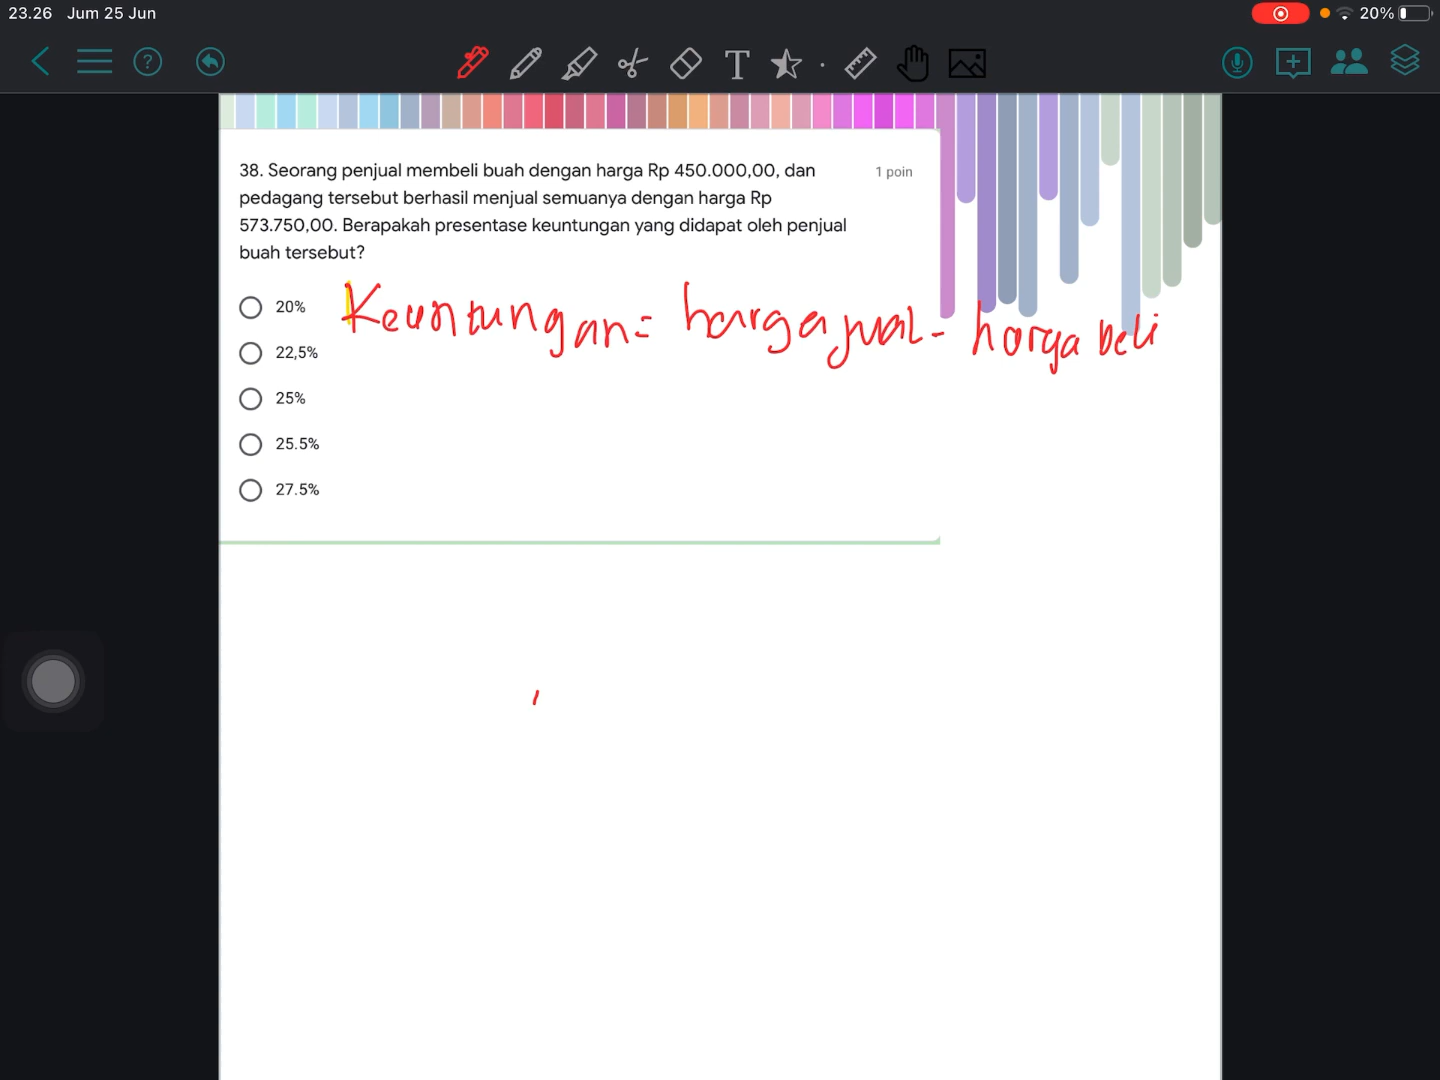 23.26 Jum 25 Jun
20%
T
38. Seorang penjual membeli buah dengan harga Rp 450.000,00, dan
1 poin
pedagang tersebut berhasil menjual semuanya dengan harga Rp
573.750,00. Berapakah presentase keuntungan yang didapat oleh penjual
buah tersebut?
20%
Keuntungan = harga jual - harga beli
22,5%
25%
25.5%
27.5%